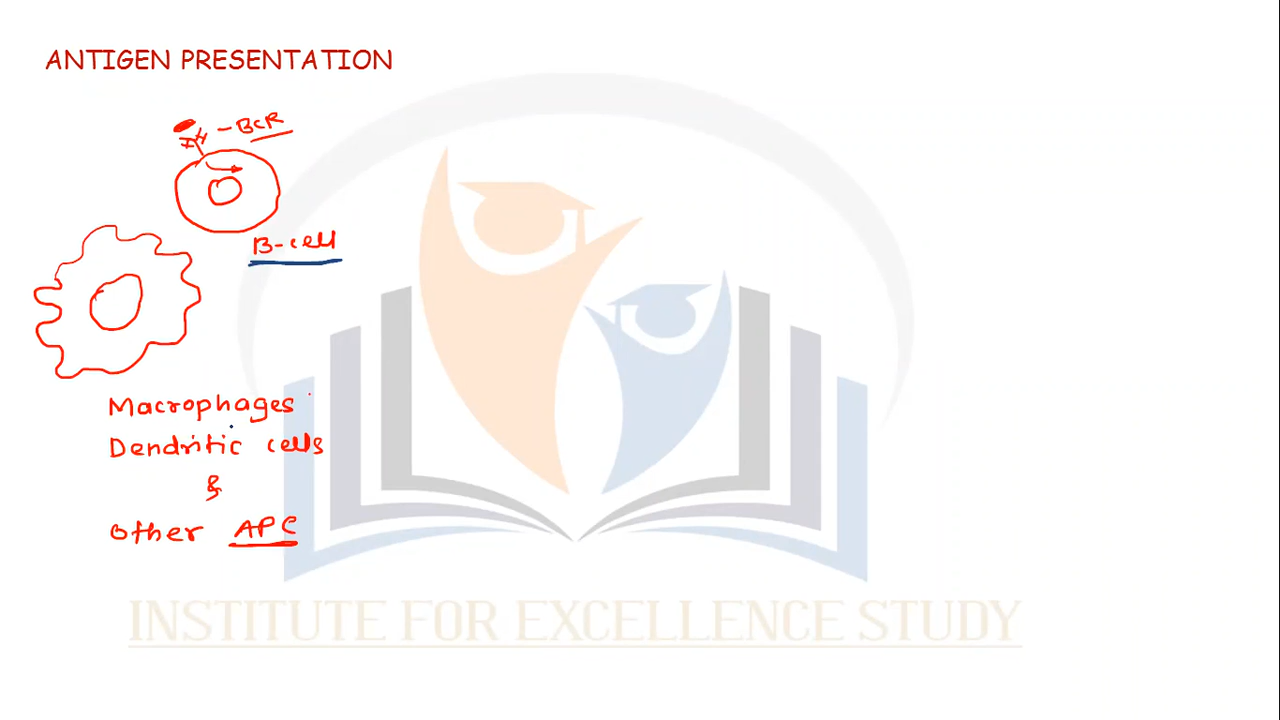 ANTIGEN PRESENTATION
- BCR
B-cell
Macrophages
Dendritic cells
&
Other APC
INSTITUTE FOR EXCELLENCE STUDY